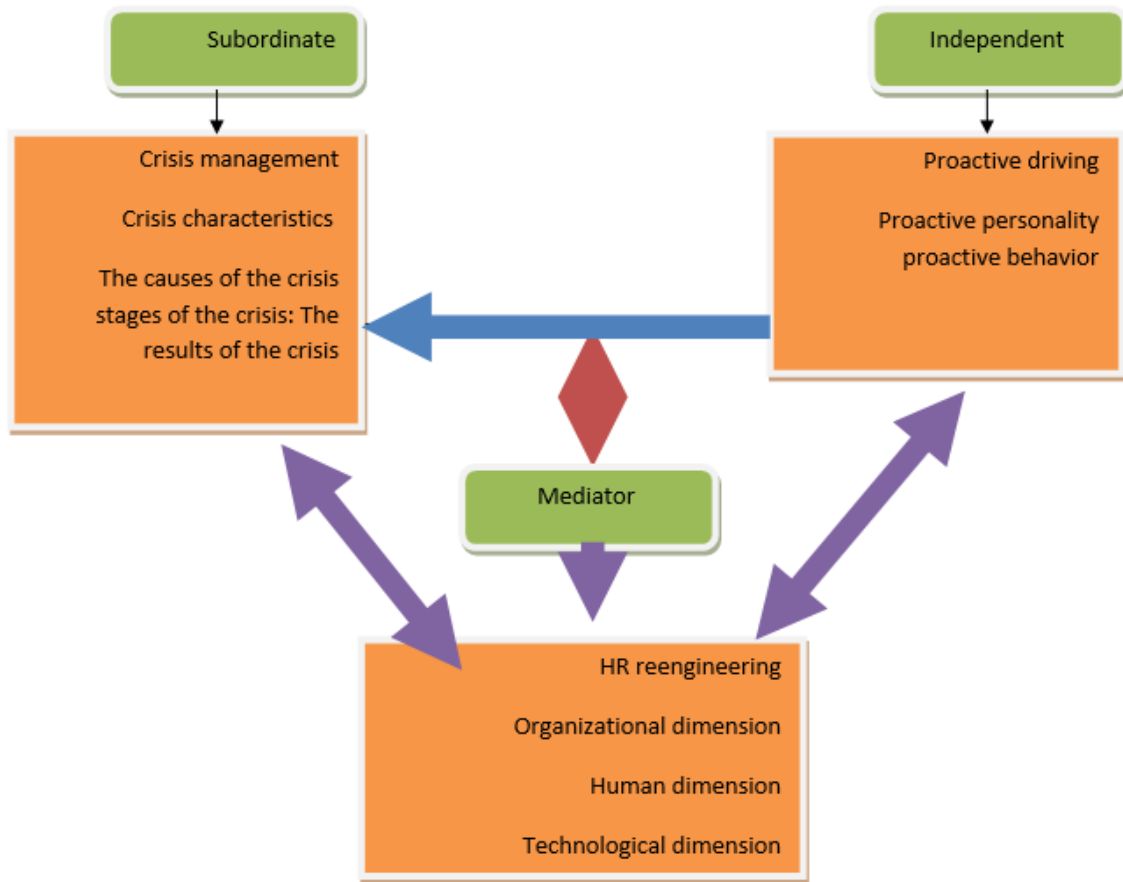 Subordinate
Independent
Crisis management
Crisis characteristics
The causes of the crisis
stages of the crisis: The
results of the crisis
Proactive driving
Proactive personality
proactive behavior
Mediator
HR reengineering
Organizational dimension
Human dimension
Technological dimension